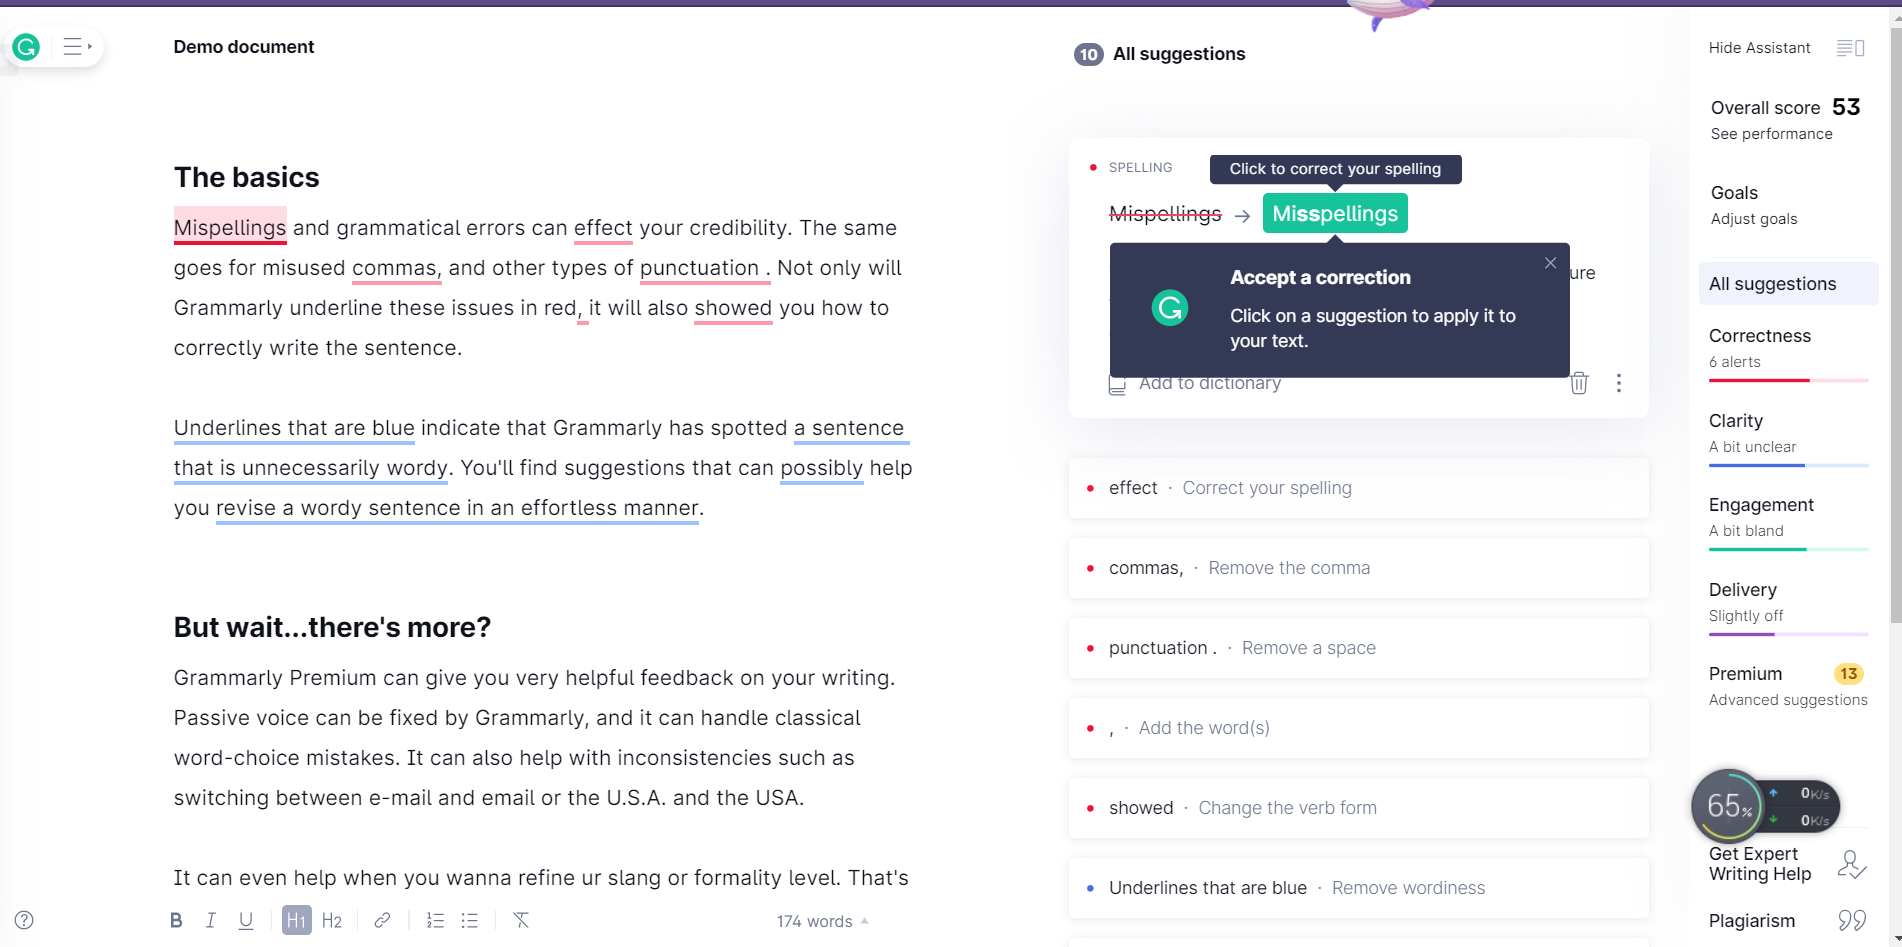 Demo document
The basics
Mispellings and grammatical errors can effect your credibility. The same
goes for misused commas, and other types of punctuation . Not only will
Grammarly underline these issues in red, it will also showed you how to
correctly write the sentence.
Underlines that are blue indicate that Grammarly has spotted a sentence
that is unnecessarily wordy. You'll find suggestions that can possibly help
you revise a wordy sentence in an effortless manner.
But wait...there's more?
Grammarly Premium can give you very helpful feedback on your writing.
Passive voice can be fixed by Grammarly, and it can handle classical
word-choice mistakes. It can also help with inconsistencies such as
switching between e-mail and email or the U.S.A. and the USA.
It can even help when you wanna refine ur slang or formality level. That's
B I U H1 H2
174 words
10 All suggestions
SPELLING
Click to correct your spelling
Mispellings → Misspellings
Accept a correction
Click on a suggestion to apply it to
your text.
ure
Add to dictionary
effect · Correct your spelling
commas, · Remove the comma
punctuation . · Remove a space
, · Add the word(s)
showed · Change the verb form
Underlines that are blue · Remove wordiness
Hide Assistant
Overall score 53
See performance
Goals
Adjust goals
All suggestions
Correctness
6 alerts
Clarity
A bit unclear
Engagement
A bit bland
Delivery
Slightly off
Premium 13
Advanced suggestions
65%
0K/s
0K/s
Get Expert
Writing Help
Plagiarism